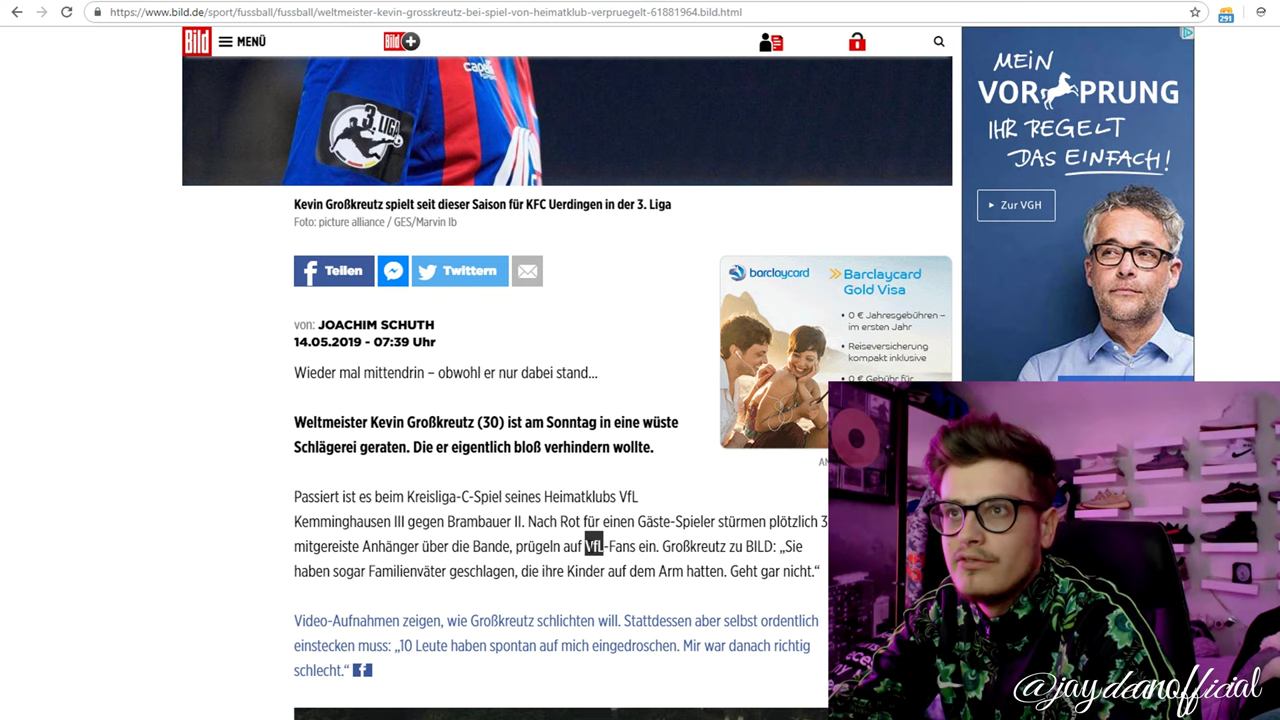 https://www.bild.de/sport/fussball/fussball/weltmeister-kevin-grosskreutz-bei-spiel-von-heimatklub-verpruegelt-61881964.bild.html
291
Bild
MENÜ
Bild
3. LIGA
Kevin Großkreutz spielt seit dieser Saison für KFC Uerdingen in der 3. Liga
Foto: picture alliance / GES/Marvin Ib
Teilen
Twittern
von: JOACHIM SCHUTH
14.05.2019 - 07:39 Uhr
Wieder mal mittendrin – obwohl er nur dabei stand...
Weltmeister Kevin Großkreutz (30) ist am Sonntag in eine wüste
Schlägerei geraten. Die er eigentlich bloß verhindern wollte.
Passiert ist es beim Kreisliga-C-Spiel seines Heimatklubs VfL
Kemminghausen III gegen Brambauer II. Nach Rot für einen Gäste-Spieler stürmen plötzlich 3
mitgereiste Anhänger über die Bande, prügeln auf VfL-Fans ein. Großkreutz zu BILD: „Sie
haben sogar Familienväter geschlagen, die ihre Kinder auf dem Arm hatten. Geht gar nicht.“
Video-Aufnahmen zeigen, wie Großkreutz schlichten will. Stattdessen aber selbst ordentlich
einstecken muss: „10 Leute haben spontan auf mich eingedroschen. Mir war danach richtig
schlecht.“
barclaycard
Barclaycard
Gold Visa
• 0 € Jahresgebühren –
im ersten Jahr
• Reiseversicherung
kompakt inklusive
• 0 € Gebühr für
MEIN
VORSPRUNG
IHR REGELT
DAS EINFACH!
Zur VGH
@jaydeanofficial